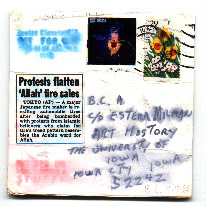 Protests flatten
'Allah' tire sales
TOKYO (AP) — A major
Japanese tire maker is re-
calling automobile tires
after being bombarded
with protests from Islamic
believers who claim the
tire's tread pattern resem-
bles the Arabic word for
Allah.
B.C.A
c/o ESTERA MILMAN
ART HISTORY
THE UNIVERSITY OF
IOWA
IOWA CITY IOWA
52242